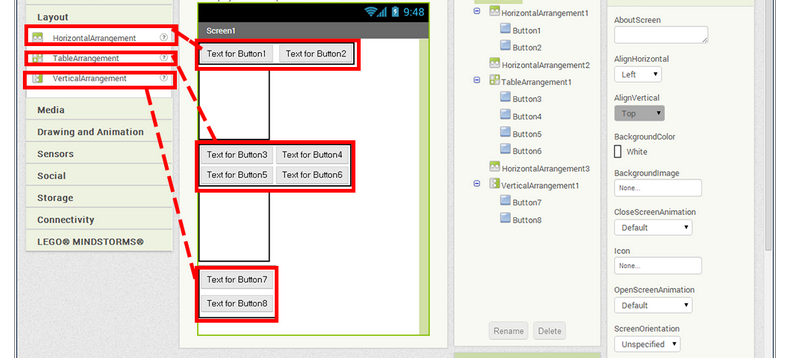 Layout
HorizontalArrangement
TableArrangement
VerticalArrangement
Media
Drawing and Animation
Sensors
Social
Storage
Connectivity
LEGO® MINDSTORMS®
9:48
Screen1
Text for Button1 Text for Button2
Text for Button3 Text for Button4
Text for Button5 Text for Button6
Text for Button7
Text for Button8
HorizontalArrangement1
Button1
Button2
HorizontalArrangement2
TableArrangement1
Button3
Button4
Button5
Button6
HorizontalArrangement3
VerticalArrangement1
Button7
Button8
Rename Delete
AboutScreen
AlignHorizontal
Left
AlignVertical
Top
BackgroundColor
White
BackgroundImage
None...
CloseScreenAnimation
Default
Icon
None...
OpenScreenAnimation
Default
ScreenOrientation
Unspecified